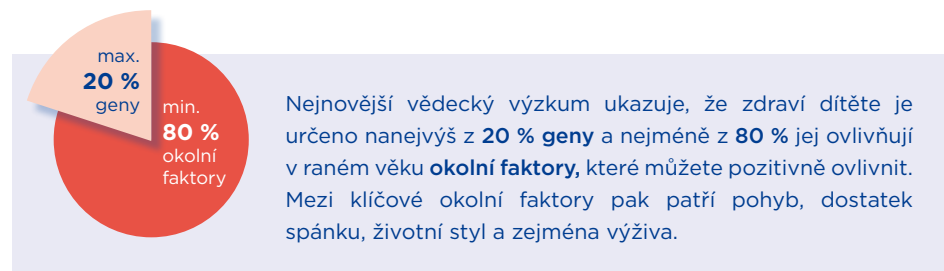 max.
20 %
geny
min.
80 %
okolní
faktory
Nejnovější vědecký výzkum ukazuje, že zdraví dítěte je
určeno nanejvýš z 20 % geny a nejméně z 80 % jej ovlivňují
v raném věku okolní faktory, které můžete pozitivně ovlivnit.
Mezi klíčové okolní faktory pak patří pohyb, dostatek
spánku, životní styl a zejména výživa.